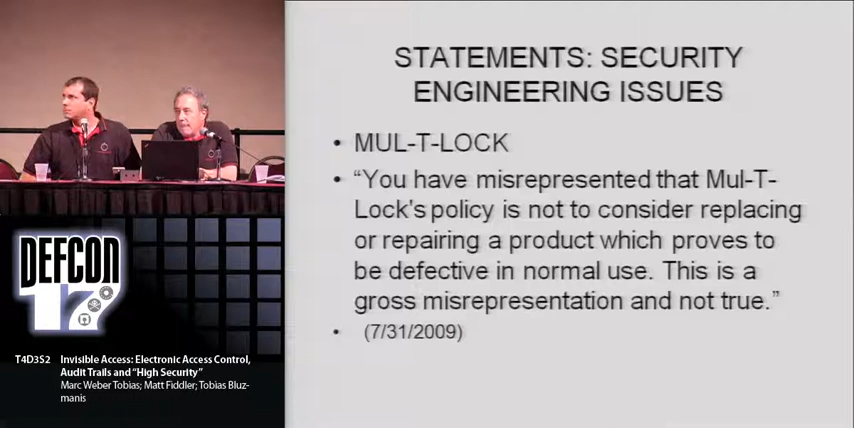 STATEMENTS: SECURITY
ENGINEERING ISSUES
• MUL-T-LOCK
• “You have misrepresented that Mul-T-
Lock's policy is not to consider replacing
or repairing a product which proves to
be defective in normal use. This is a
gross misrepresentation and not true.”
• (7/31/2009)
DEFCON
17
T4D3S2 Invisible Access: Electronic Access Control,
Audit Trails and “High Security”
Marc Weber Tobias; Matt Fiddler; Tobias Bluz-
manis